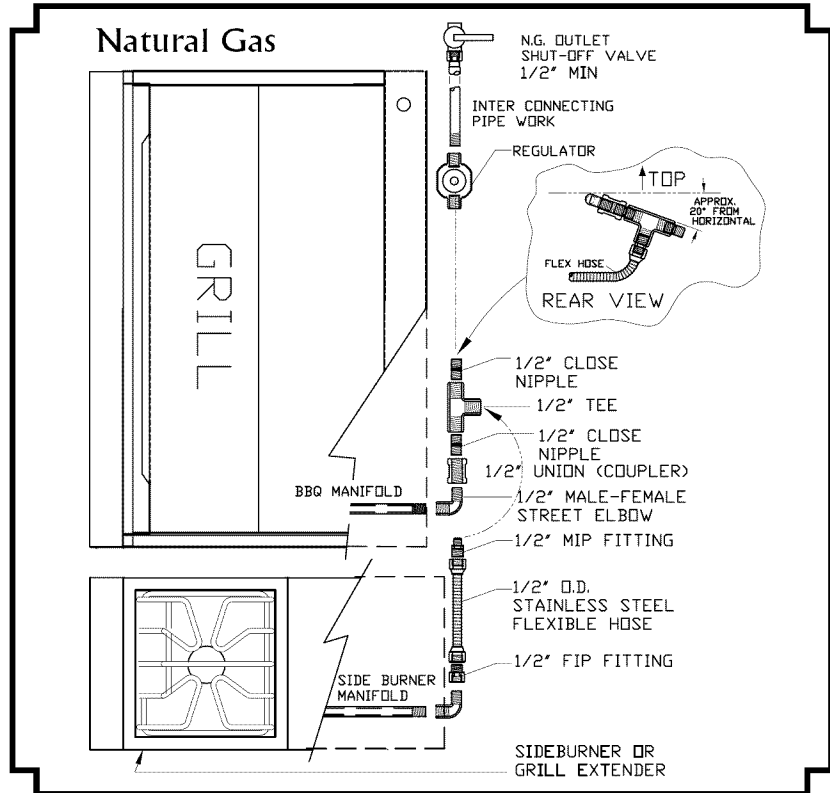 Natural Gas
N.G. OUTLET
SHUT-OFF VALVE
1/2" MIN
INTER CONNECTING
PIPE WORK
REGULATOR
TOP
APPROX.
20° FROM
HORIZONTAL
FLEX HOSE
REAR VIEW
GRILL
1/2" CLOSE
NIPPLE
1/2" TEE
1/2" CLOSE
NIPPLE
1/2" UNION (COUPLER)
BBQ MANIFOLD
1/2" MALE-FEMALE
STREET ELBOW
1/2" MIP FITTING
1/2" O.D.
STAINLESS STEEL
FLEXIBLE HOSE
1/2" FIP FITTING
SIDE BURNER
MANIFOLD
SIDEBURNER OR
GRILL EXTENDER